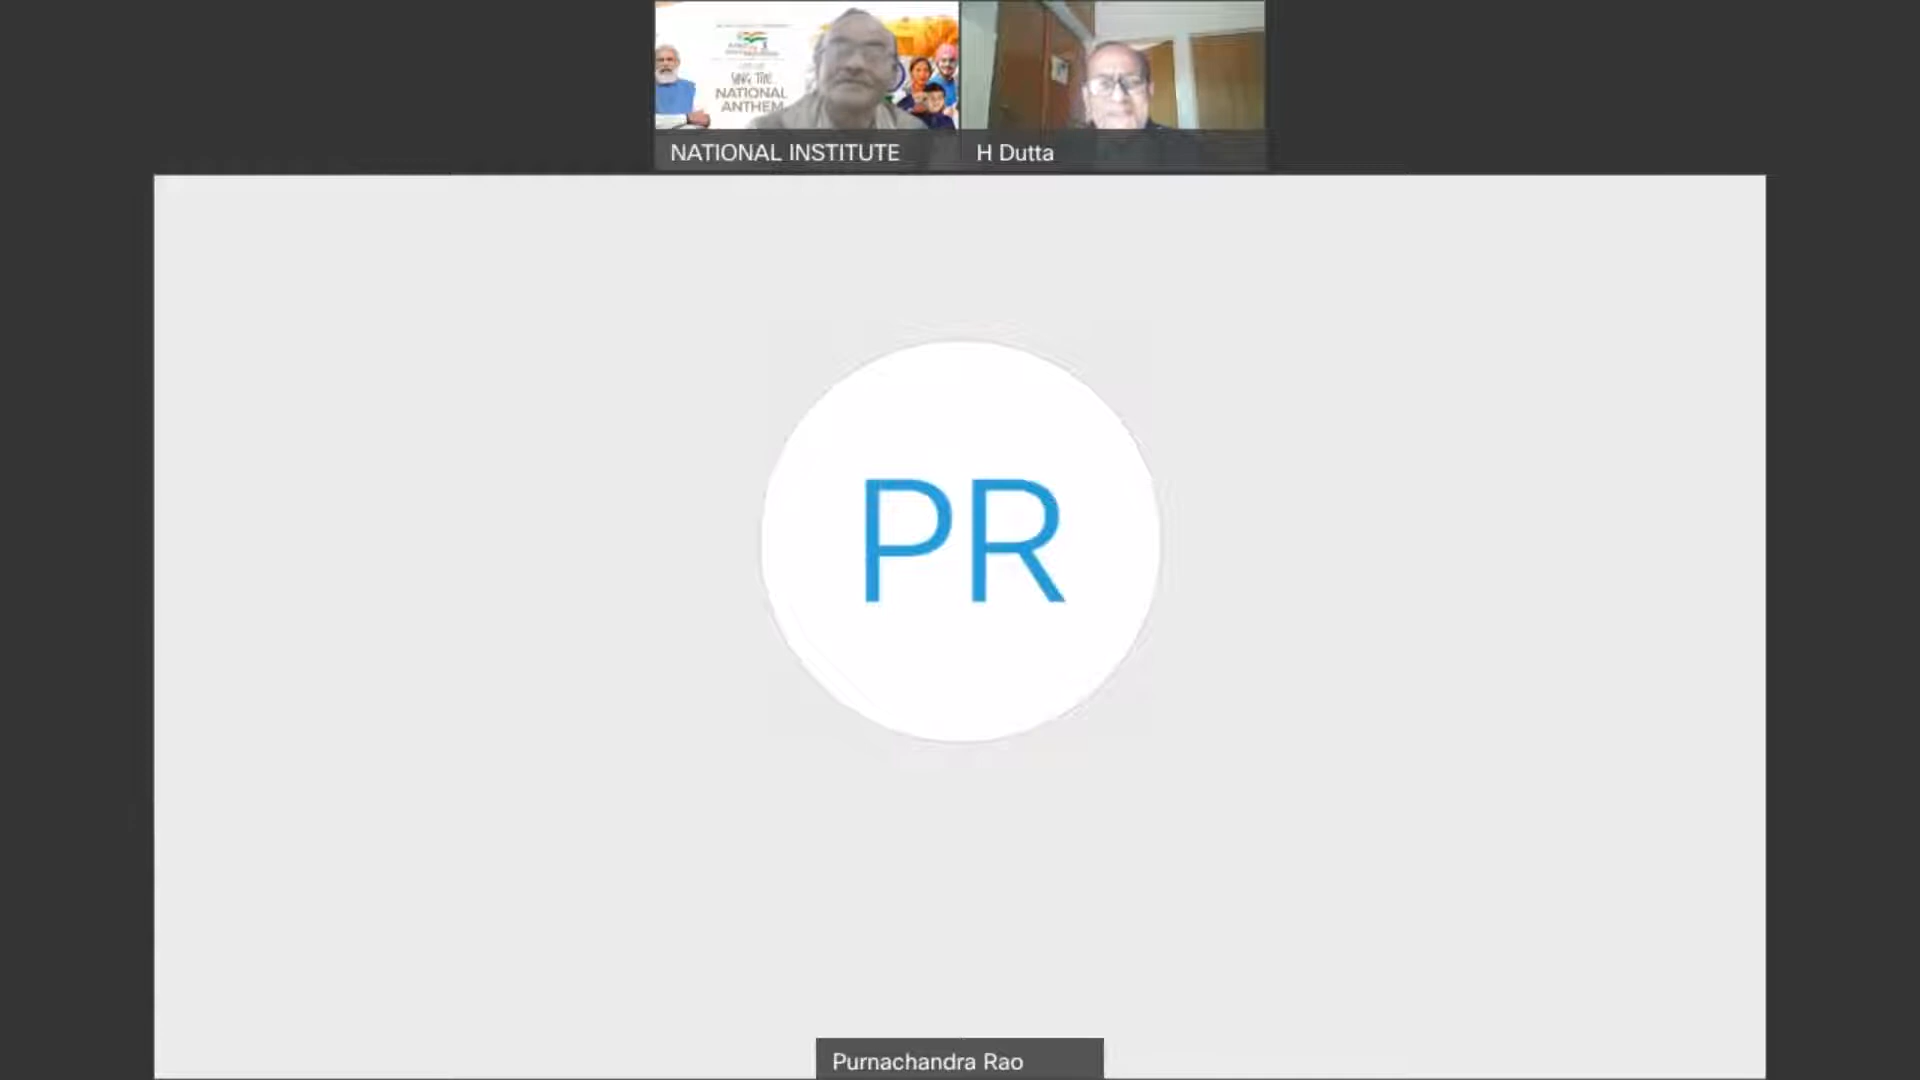 SING THE
NATIONAL
ANTHEM
NATIONAL INSTITUTE
H Dutta
PR
Purnachandra Rao